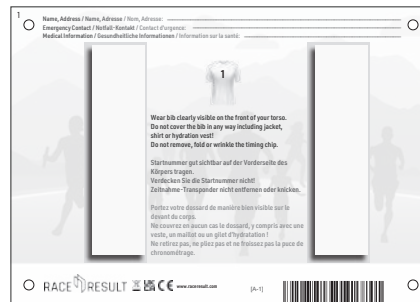 1
Name, Address / Name, Adresse / Nom, Adresse:
Emergency Contact / Notfall-Kontakt / Contact d'urgence:
Medical Information / Gesundheitliche Informationen / Information sur la santé:
1
Wear bib clearly visible on the front of your torso.
Do not cover the bib in any way including jacket,
shirt or hydration vest!
Do not remove, fold or wrinkle the timing chip.
Startnummer gut sichtbar auf der Vorderseite des
Körpers tragen.
Verdecken Sie die Startnummer nicht!
Zeitnahme-Transponder nicht entfernen oder knicken.
Portez votre dossard de manière bien visible sur le
devant du corps.
Ne couvrez en aucun cas le dossard, y compris avec une
veste, un maillot ou un gilet d'hydratation !
Ne retirez pas, ne pliez pas et ne froissez pas la puce de
chronométrage.
RACE RESULT CE www.raceresult.com [A-1]